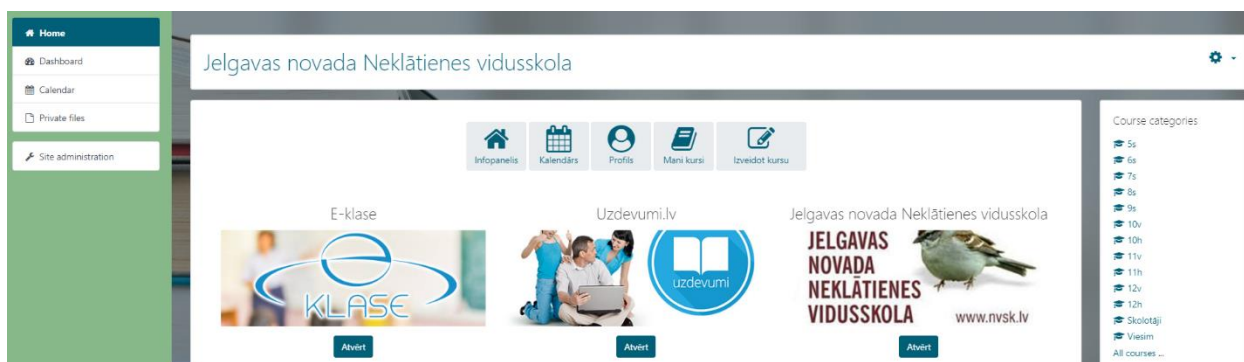 Home
Dashboard
Calendar
Private files
Site administration
Jelgavas novada Neklātienes vidusskola
Infopanelis
Kalendārs
Profils
Mani kursi
Izveidot kursu
E-klase
e
KLASE
Atvērt
Uzdevumi.lv
uzdevumi
Atvērt
Jelgavas novada Neklātienes vidusskola
JELGAVAS
NOVADA
NEKLĀTIENES
VIDUSSKOLA
www.nvsk.lv
Atvērt
Course categories
5s
6s
7s
8s
9s
10v
10h
11v
11h
12v
12h
Skolotāji
Viesim
All courses ...